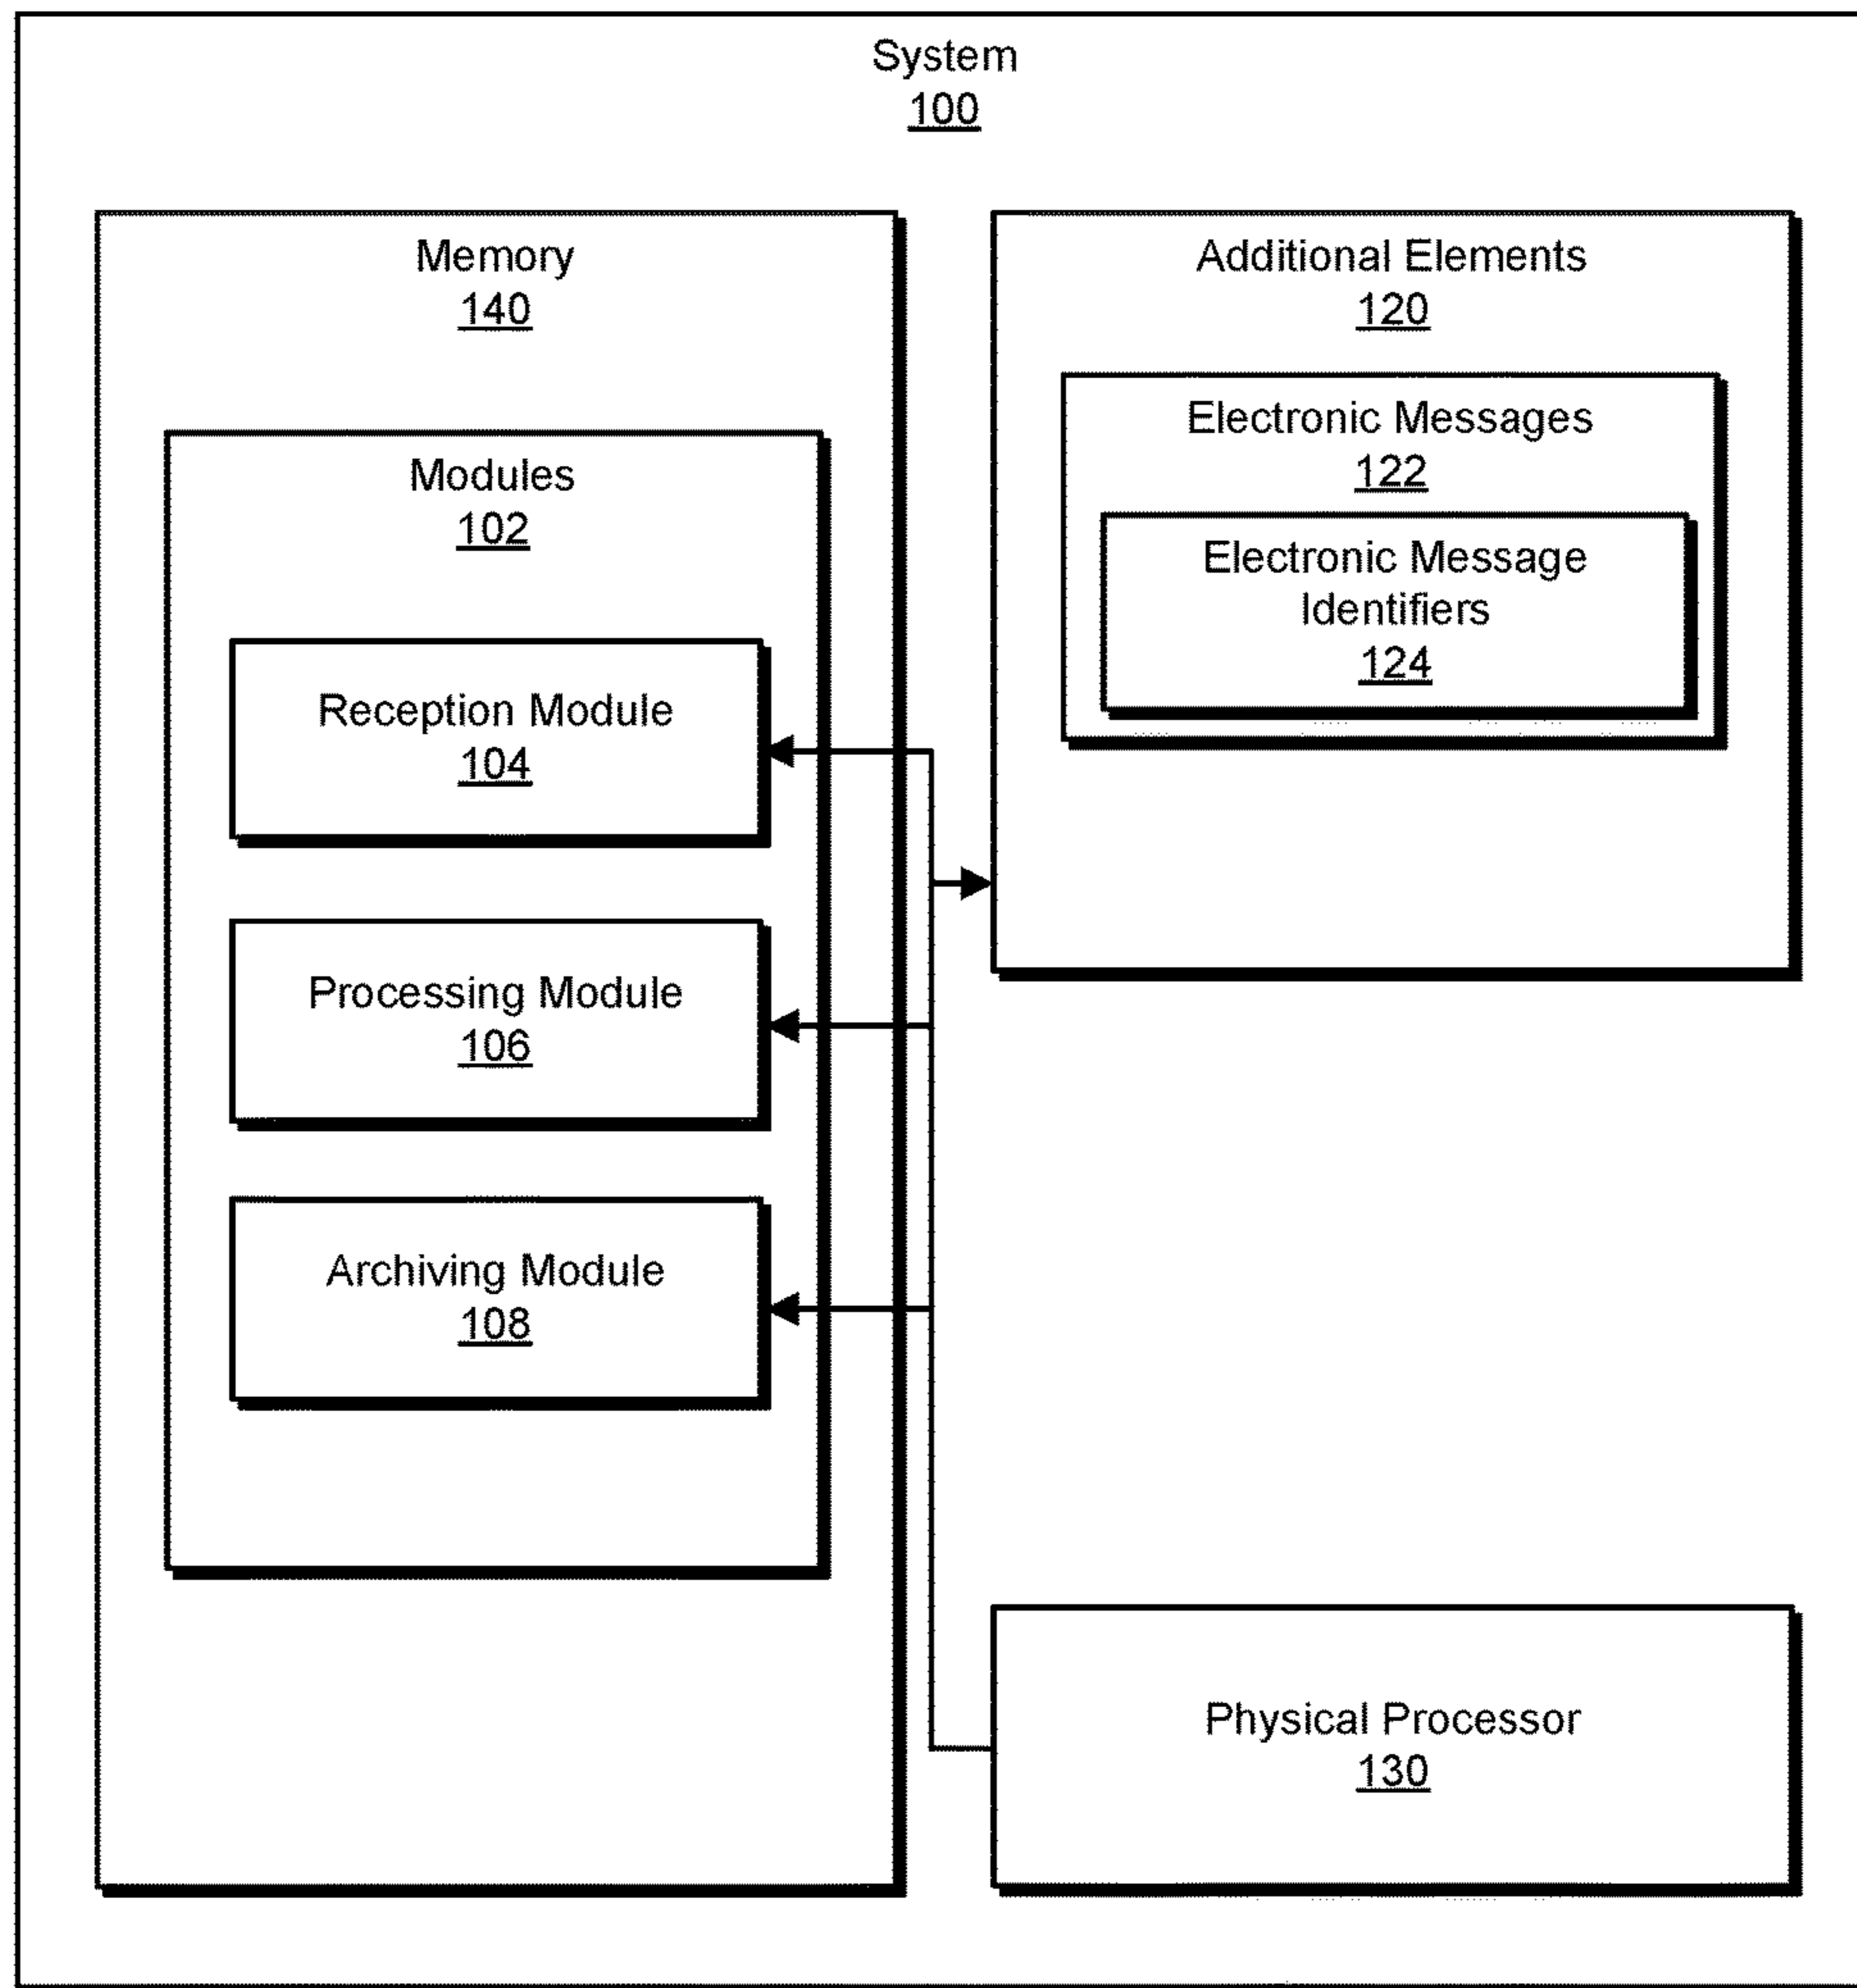 System
100
Memory
140
Modules
102
Reception Module
104
Processing Module
106
Archiving Module
108
Additional Elements
120
Electronic Messages
122
Electronic Message
Identifiers
124
Physical Processor
130